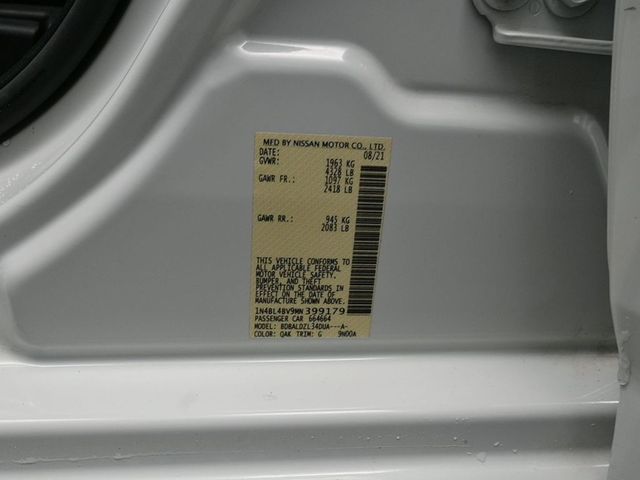 MFD BY NISSAN MOTOR CO., LTD.
DATE: 08/21
GVWR: 1963 KG
4328 LB
GAWR FR.: 1097 KG
2418 LB
GAWR RR.: 945 KG
2083 LB
THIS VEHICLE CONFORMS TO
ALL APPLICABLE FEDERAL
MOTOR VEHICLE SAFETY,
BUMPER, AND THEFT
PREVENTION STANDARDS IN
EFFECT ON THE DATE OF
MANUFACTURE SHOWN ABOVE.
1N4BL4BV9MN399179
PASSENGER CAR 664664
MODEL: BDBALDZL34DUA---A-
COLOR: QAK TRIM: G 9N00A